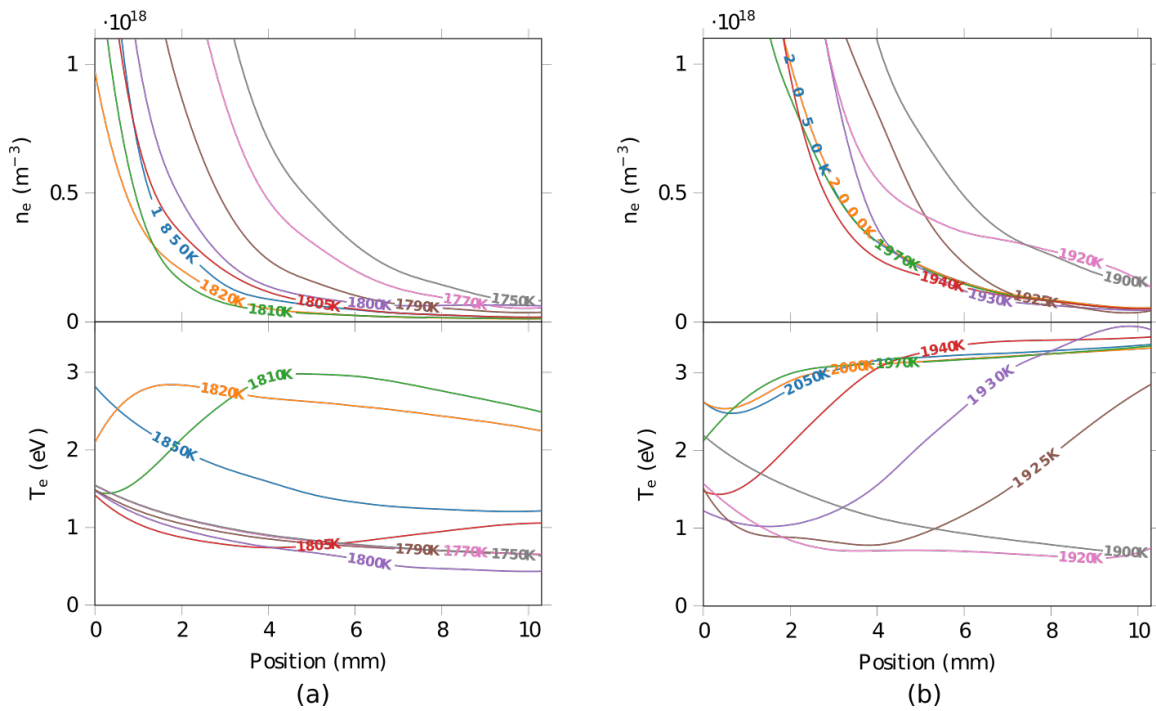 ·10^18
1
0.5
0
n_e (m^−3)
1850K
1820K
1810K
1805K
1800K
1790K
1770K
1750K
3
2
1
0
T_e (eV)
1810K
1820K
1850K
1805K
1800K
1790K
1770K
1750K
0 2 4 6 8 10
Position (mm)
(a)
·10^18
1
0.5
0
n_e (m^−3)
2050K
2000K
1970K
1940K
1930K
1925K
1920K
1900K
3
2
1
0
T_e (eV)
2050K
2000K
1970K
1940K
1930K
1925K
1920K
1900K
0 2 4 6 8 10
Position (mm)
(b)